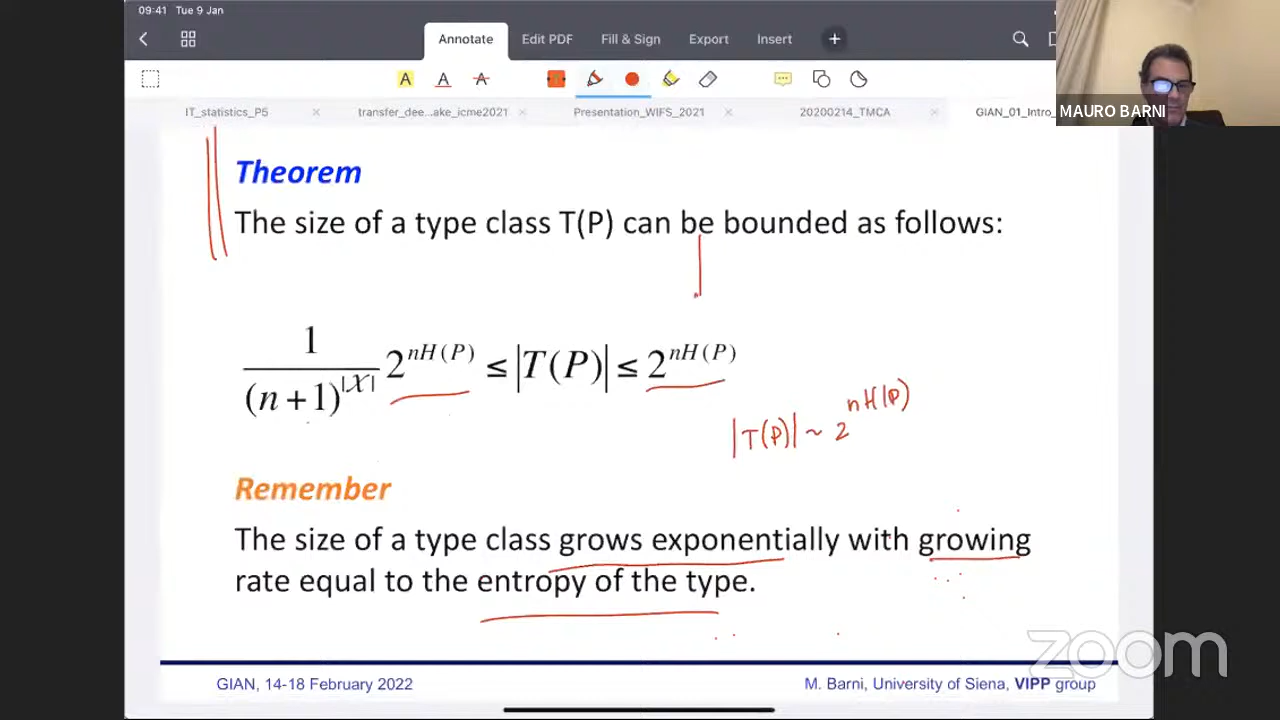 09:41 Tue 9 Jan
Annotate Edit PDF Fill & Sign Export Insert +
IT_statistics_P5 × transfer_dee...ake_icme2021 × Presentation_WIFS_2021 × 20200214_TMCA × GIAN_01_Intro_
MAURO BARNI
Theorem
The size of a type class T(P) can be bounded as follows:
1/(n+1)^|𝒳| 2^{nH(P)} ≤ |T(P)| ≤ 2^{nH(P)}
|T(P)| ~ 2^{nH(P)}
Remember
The size of a type class grows exponentially with growing
rate equal to the entropy of the type.
zoom
GIAN, 14-18 February 2022 M. Barni, University of Siena, VIPP group